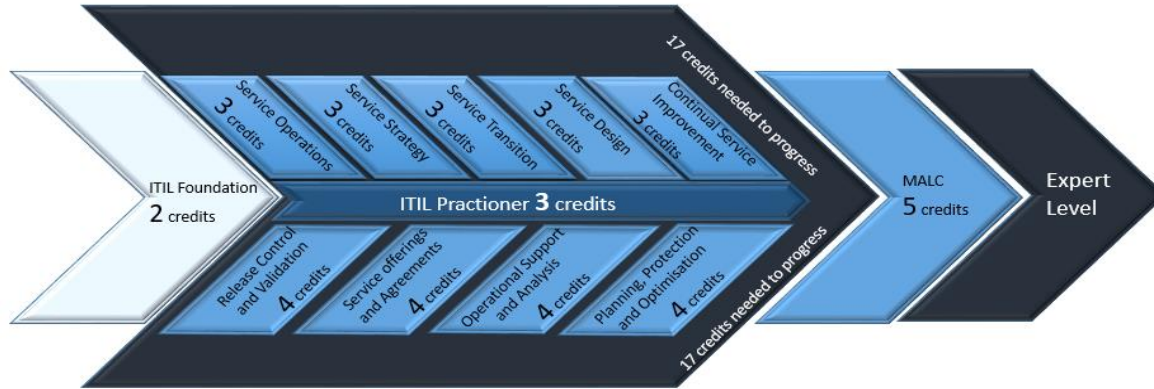 ITIL Foundation
2 credits
Service Operations
3
credits
Service Strategy
3
credits
Service Transition
3
credits
Service Design
3
credits
Continual Service
Improvement
3 credits
17 credits needed to progress
ITIL Practioner 3 credits
Release Control
and Validation
4 credits
Service offerings
and Agreements
4 credits
Operational Support
and Analysis
4 credits
Planning, Protection
and Optimisation
4 credits
17 credits needed to progress
MALC
5 credits
Expert
Level